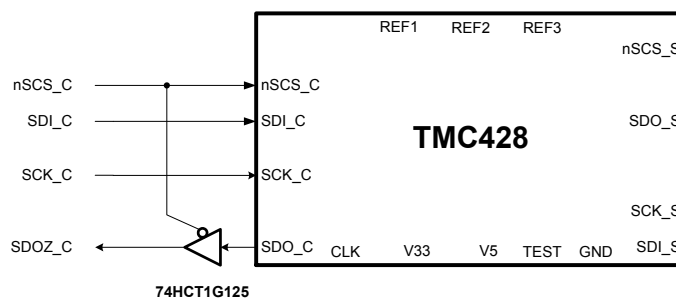 REF1 REF2 REF3
nSCS_S
nSCS_C nSCS_C
SDI_C SDI_C SDO_S
TMC428
SCK_C SCK_C
SCK_S
SDOZ_C SDO_C CLK V33 V5 TEST GND SDI_S
74HCT1G125